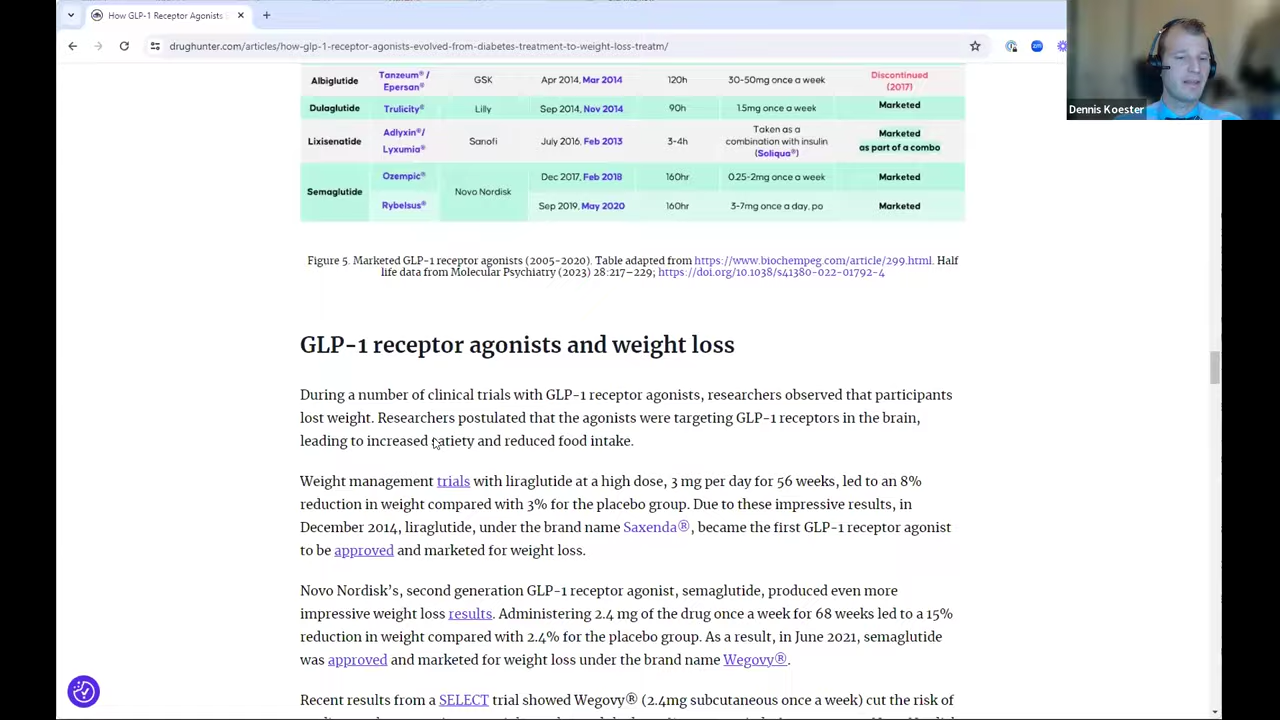 How GLP-1 Receptor Agonists
drughunter.com/articles/how-glp-1-receptor-agonists-evolved-from-diabetes-treatment-to-weight-loss-treatm/
Dennis Koester
Albiglutide Tanzeum® / Epersan® GSK Apr 2014, Mar 2014 120h 30-50mg once a week Discontinued (2017)
Dulaglutide Trulicity® Lilly Sep 2014, Nov 2014 90h 1.5mg once a week Marketed
Lixisenatide Adlyxin®/ Lyxumia® Sanofi July 2016, Feb 2013 3-4h Taken as a combination with insulin (Soliqua®) Marketed as part of a combo
Semaglutide Ozempic® Novo Nordisk Dec 2017, Feb 2018 160hr 0.25-2mg once a week Marketed
Rybelsus® Sep 2019, May 2020 160hr 3-7mg once a day, po Marketed
Figure 5. Marketed GLP-1 receptor agonists (2005-2020). Table adapted from https://www.biochempeg.com/article/299.html. Half
life data from Molecular Psychiatry (2023) 28:217–229; https://doi.org/10.1038/s41380-022-01792-4
GLP-1 receptor agonists and weight loss
During a number of clinical trials with GLP-1 receptor agonists, researchers observed that participants
lost weight. Researchers postulated that the agonists were targeting GLP-1 receptors in the brain,
leading to increased satiety and reduced food intake.
Weight management trials with liraglutide at a high dose, 3 mg per day for 56 weeks, led to an 8%
reduction in weight compared with 3% for the placebo group. Due to these impressive results, in
December 2014, liraglutide, under the brand name Saxenda®, became the first GLP-1 receptor agonist
to be approved and marketed for weight loss.
Novo Nordisk’s, second generation GLP-1 receptor agonist, semaglutide, produced even more
impressive weight loss results. Administering 2.4 mg of the drug once a week for 68 weeks led to a 15%
reduction in weight compared with 2.4% for the placebo group. As a result, in June 2021, semaglutide
was approved and marketed for weight loss under the brand name Wegovy®.
Recent results from a SELECT trial showed Wegovy® (2.4mg subcutaneous once a week) cut the risk of